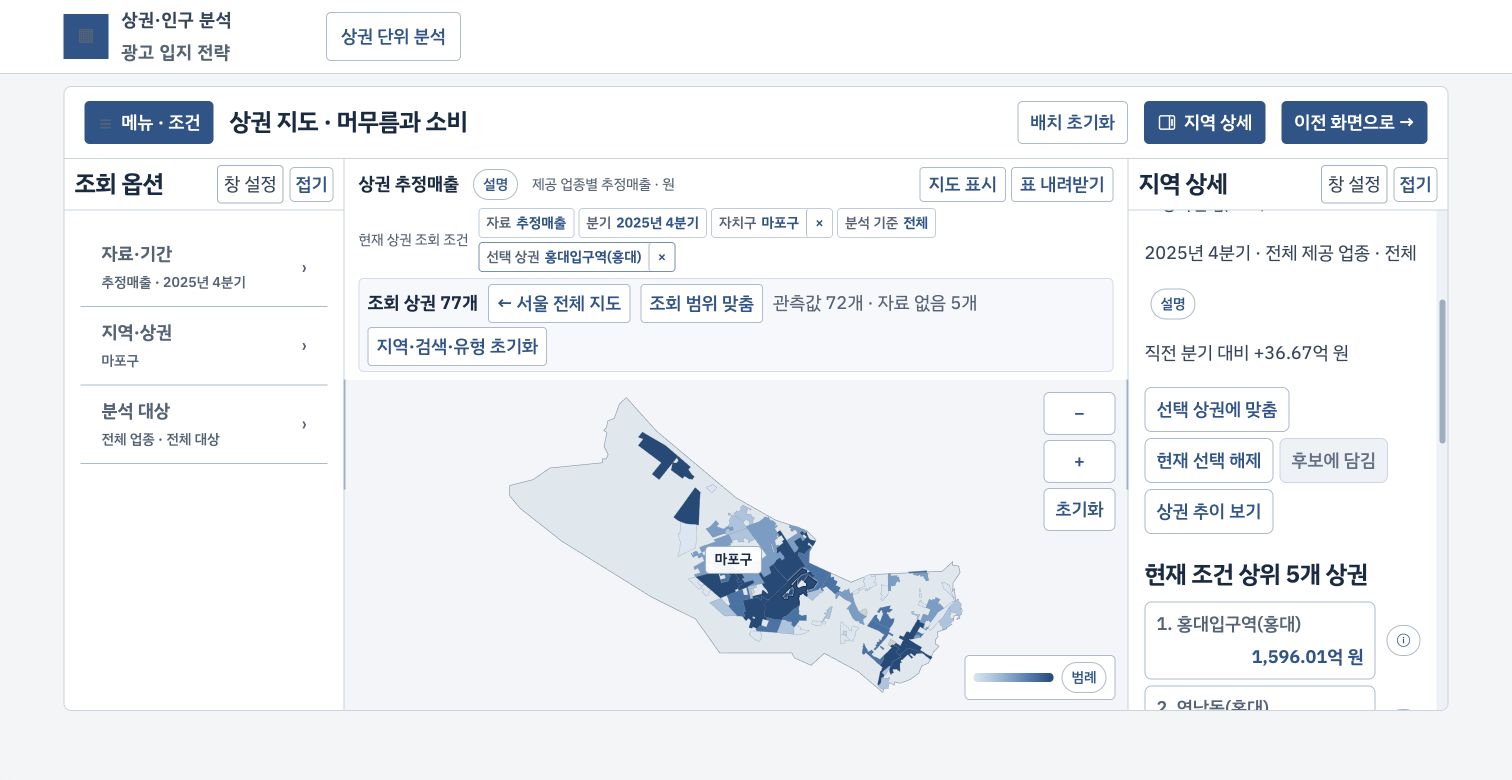 상권·인구 분석
광고 입지 전략
상권 단위 분석
메뉴 · 조건
상권 지도 · 머무름과 소비
배치 초기화
지역 상세
이전 화면으로 →
조회 옵션
창 설정
접기
자료·기간
추정매출 · 2025년 4분기
›
지역·상권
마포구
›
분석 대상
전체 업종 · 전체 대상
›
상권 추정매출
설명
제공 업종별 추정매출 · 원
지도 표시
표 내려받기
현재 상권 조회 조건
자료 추정매출
분기 2025년 4분기
자치구 마포구 ×
분석 기준 전체
선택 상권 홍대입구역(홍대) ×
조회 상권 77개
← 서울 전체 지도
조회 범위 맞춤
관측값 72개 · 자료 없음 5개
지역·검색·유형 초기화
−
+
초기화
마포구
범례
지역 상세
창 설정
접기
2025년 4분기 · 전체 제공 업종 · 전체
설명
직전 분기 대비 +36.67억 원
선택 상권에 맞춤
현재 선택 해제
후보에 담김
상권 추이 보기
현재 조건 상위 5개 상권
1. 홍대입구역(홍대)
1,596.01억 원
2. 연남동(홍대)